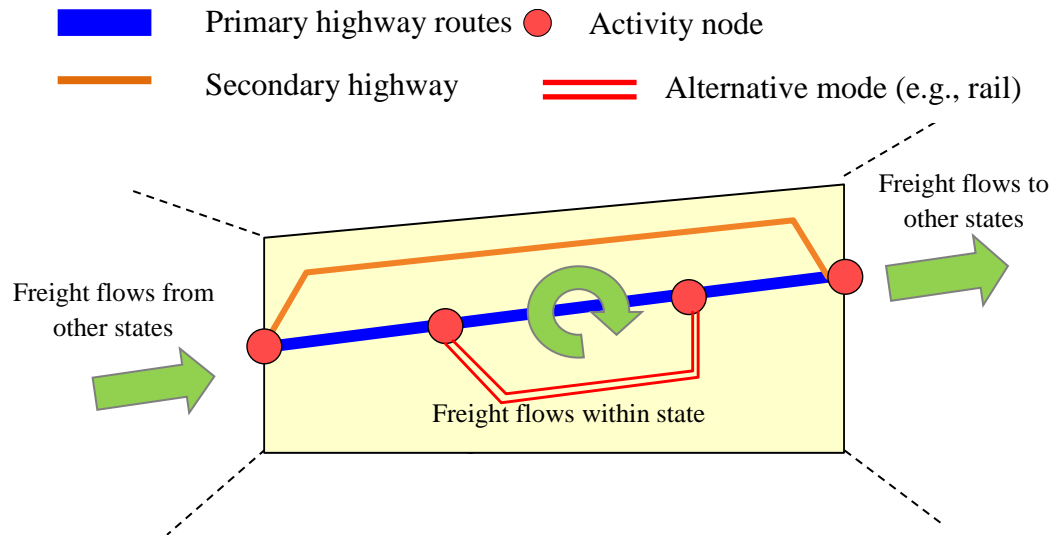 Primary highway routes
Activity node
Secondary highway
Alternative mode (e.g., rail)
Freight flows to
other states
Freight flows from
other states
Freight flows within state